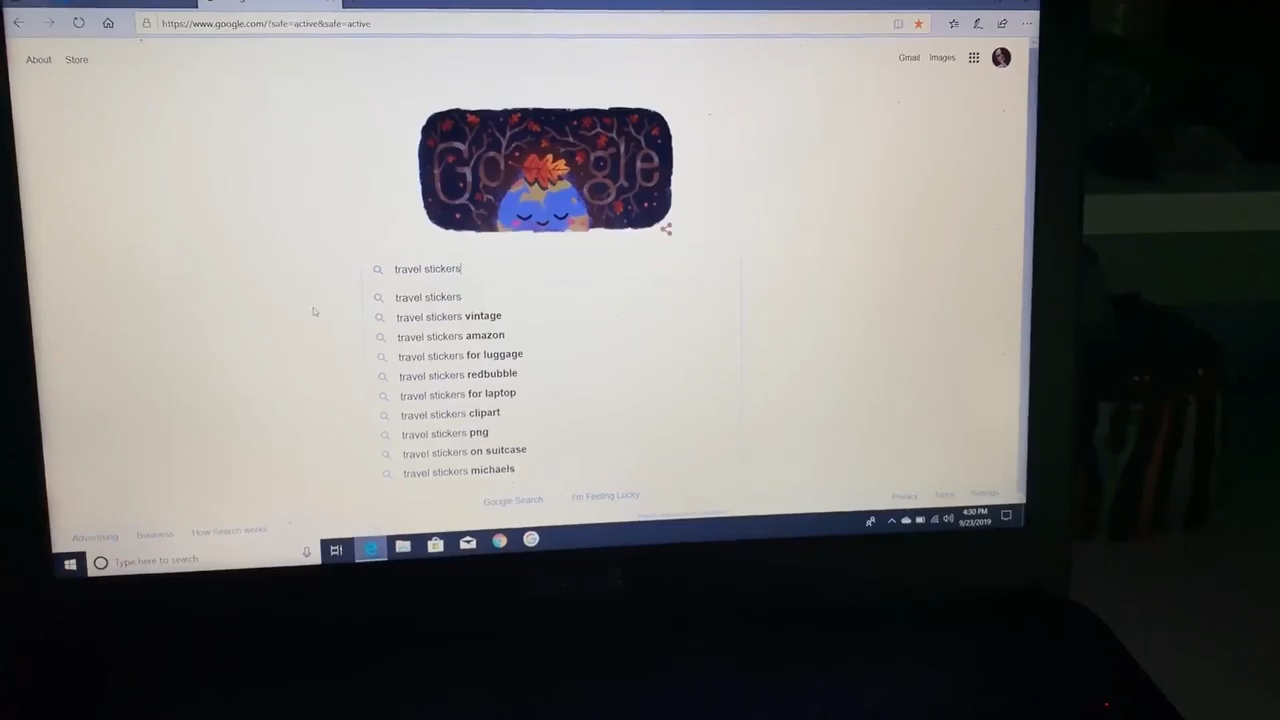 https://www.google.com/?safe=active&safe=active
About Store
Gmail Images
Google
travel stickers
travel stickers
travel stickers vintage
travel stickers amazon
travel stickers for luggage
travel stickers redbubble
travel stickers for laptop
travel stickers clipart
travel stickers png
travel stickers on suitcase
travel stickers michaels
Google Search I'm Feeling Lucky
Advertising Business How Search works
Privacy Terms Settings
Type here to search
4:30 PM
9/23/2019